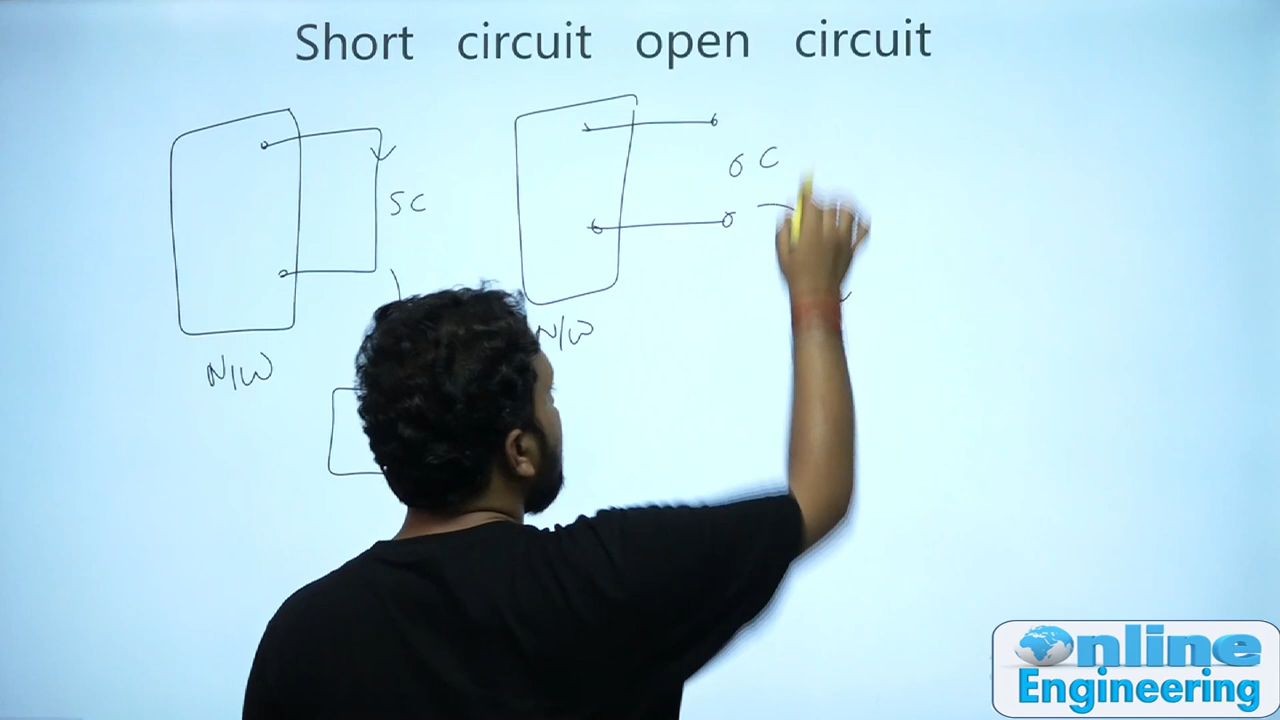 Short circuit open circuit
SC
OC
N/W
N/W
Online
Engineering